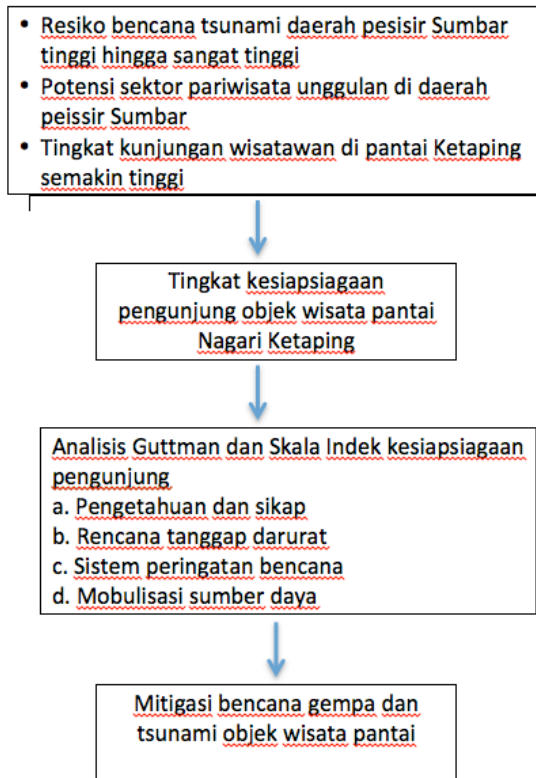 • Resiko bencana tsunami daerah pesisir Sumbar
tinggi hingga sangat tinggi
• Potensi sektor pariwisata unggulan di daerah
peissir Sumbar
• Tingkat kunjungan wisatawan di pantai Ketaping
semakin tinggi
Tingkat kesiapsiagaan
pengunjung objek wisata pantai
Nagari Ketaping
Analisis Guttman dan Skala Indek kesiapsiagaan
pengunjung
a. Pengetahuan dan sikap
b. Rencana tanggap darurat
c. Sistem peringatan bencana
d. Mobulisasi sumber daya
Mitigasi bencana gempa dan
tsunami objek wisata pantai